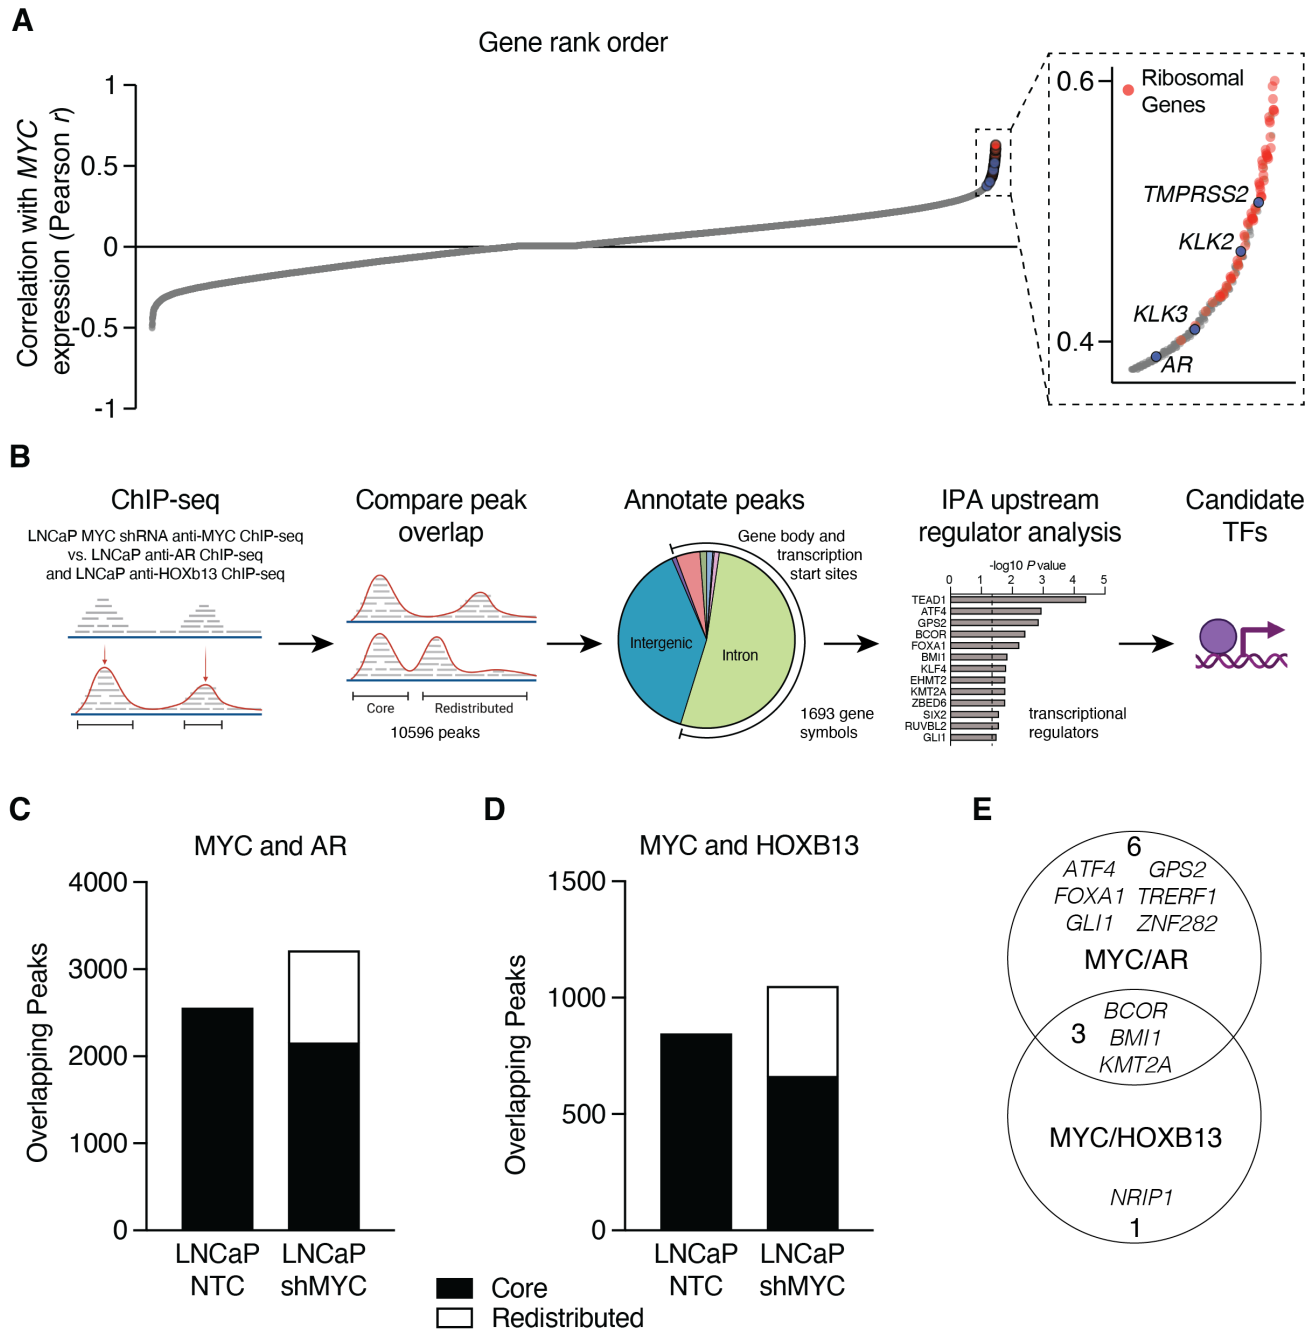 A
Gene rank order
Correlation with MYC
expression (Pearson r)
1
0.5
0
-0.5
-1
0.6
Ribosomal
Genes
TMPRSS2
KLK2
KLK3
0.4
AR
B
ChIP-seq
LNCaP MYC shRNA anti-MYC ChIP-seq
vs. LNCaP anti-AR ChIP-seq
and LNCaP anti-HOXb13 ChIP-seq
Compare peak
overlap
Core
Redistributed
10596 peaks
Annotate peaks
Gene body and
transcription
start sites
Intergenic
Intron
1693 gene
symbols
IPA upstream
regulator analysis
-log10 P value
0 1 2 3 4 5
TEAD1
ATF4
GPS2
BCOR
FOXA1
BMI1
KLF4
EHMT2
KMT2A
ZBED6
SIX2
RUVBL2
GLI1
transcriptional
regulators
Candidate
TFs
C
MYC and AR
Overlapping Peaks
4000
3000
2000
1000
0
LNCaP
NTC
LNCaP
shMYC
D
MYC and HOXB13
Overlapping Peaks
1500
1000
500
0
LNCaP
NTC
LNCaP
shMYC
Core
Redistributed
E
6
ATF4 GPS2
FOXA1 TRERF1
GLI1 ZNF282
MYC/AR
BCOR
3 BMI1
KMT2A
MYC/HOXB13
NRIP1
1